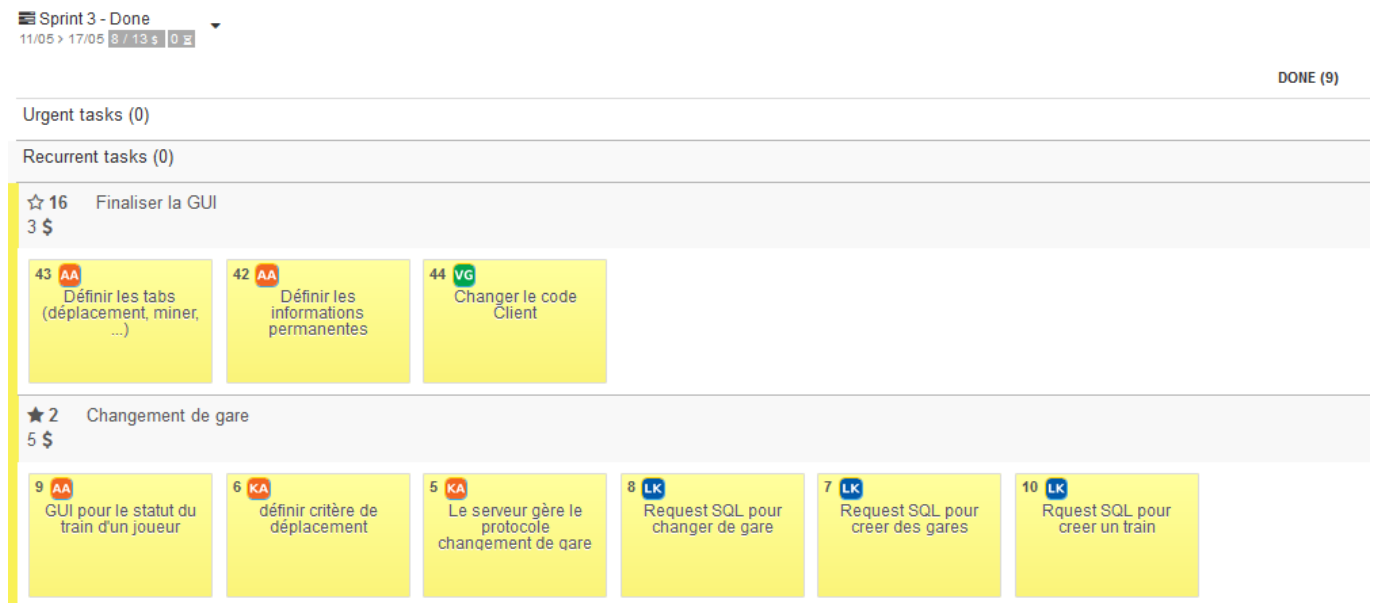 Sprint 3 - Done
11/05 > 17/05 8 / 13 $ 0
DONE (9)
Urgent tasks (0)
Recurrent tasks (0)
16 Finaliser la GUI
3 $
43 AA
Définir les tabs
(déplacement, miner,
...)
42 AA
Définir les
informations
permanentes
44 VG
Changer le code
Client
2 Changement de gare
5 $
9 AA
GUI pour le statut du
train d'un joueur
6 KA
définir critère de
déplacement
5 KA
Le serveur gère le
protocole
changement de gare
8 LK
Request SQL pour
changer de gare
7 LK
Request SQL pour
creer des gares
10 LK
Rquest SQL pour
creer un train